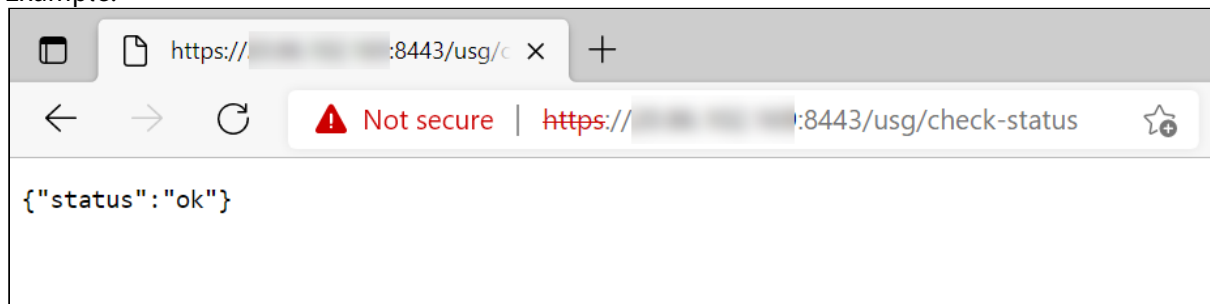 Example:
https:// :8443/usg/c
Not secure | https:// :8443/usg/check-status
{"status":"ok"}